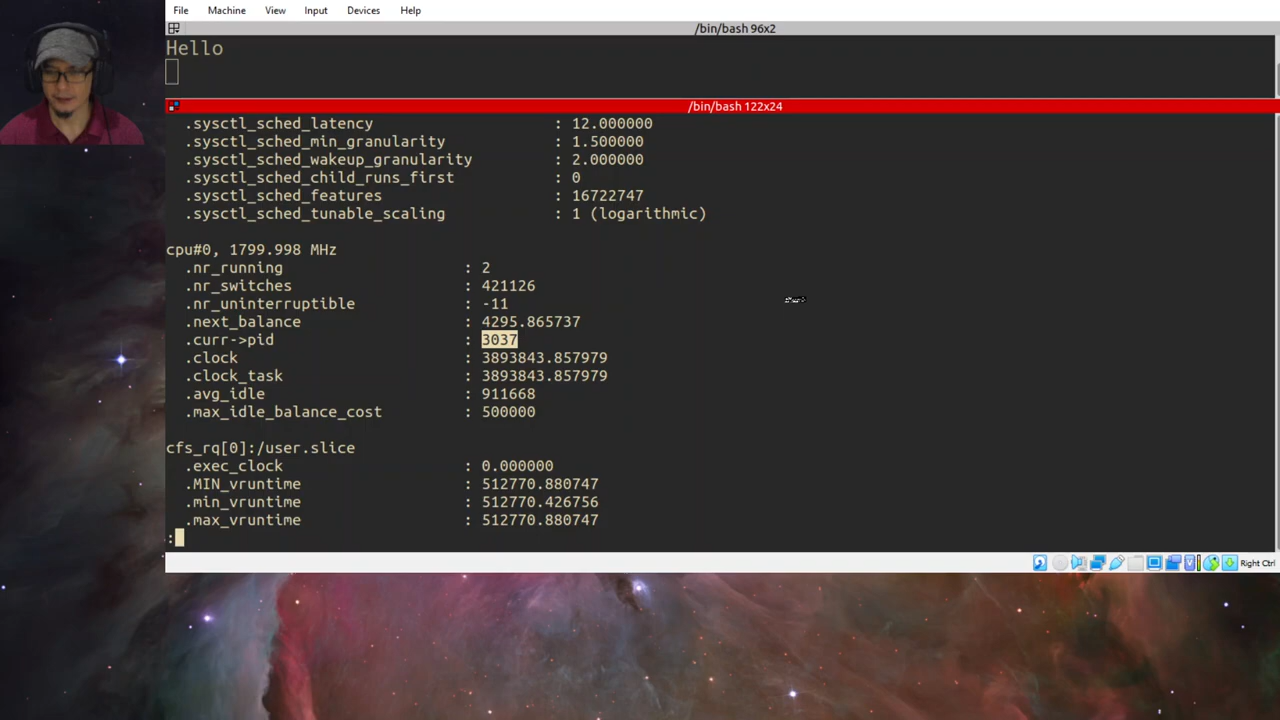 File Machine View Input Devices Help
/bin/bash 96x2
Hello
/bin/bash 122x24
.sysctl_sched_latency : 12.000000
.sysctl_sched_min_granularity : 1.500000
.sysctl_sched_wakeup_granularity : 2.000000
.sysctl_sched_child_runs_first : 0
.sysctl_sched_features : 16722747
.sysctl_sched_tunable_scaling : 1 (logarithmic)
cpu#0, 1799.998 MHz
.nr_running : 2
.nr_switches : 421126
.nr_uninterruptible : -11
.next_balance : 4295.865737
.curr->pid : 3037
.clock : 3893843.857979
.clock_task : 3893843.857979
.avg_idle : 911668
.max_idle_balance_cost : 500000
cfs_rq[0]:/user.slice
.exec_clock : 0.000000
.MIN_vruntime : 512770.880747
.min_vruntime : 512770.426756
.max_vruntime : 512770.880747
:
Right Ctrl